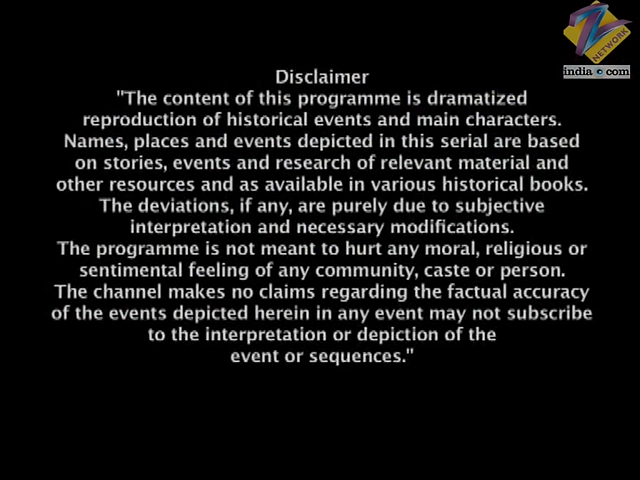 NETWORK
india.com
Disclaimer
"The content of this programme is dramatized
reproduction of historical events and main characters.
Names, places and events depicted in this serial are based
on stories, events and research of relevant material and
other resources and as available in various historical books.
The deviations, if any, are purely due to subjective
interpretation and necessary modifications.
The programme is not meant to hurt any moral, religious or
sentimental feeling of any community, caste or person.
The channel makes no claims regarding the factual accuracy
of the events depicted herein in any event may not subscribe
to the interpretation or depiction of the
event or sequences."